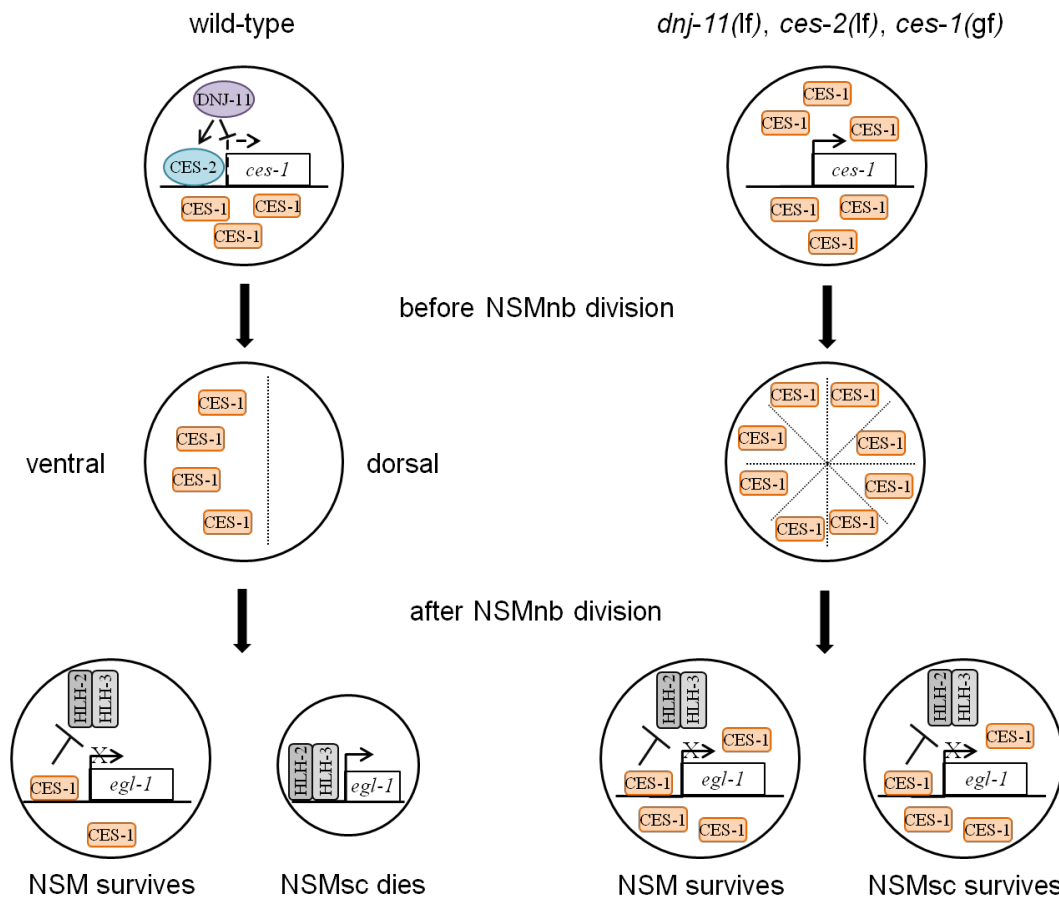 wild-type
dnj-11(lf), ces-2(lf), ces-1(gf)
DNJ-11
CES-2
ces-1
CES-1
CES-1
CES-1
CES-1
CES-1
CES-1
ces-1
CES-1
CES-1
CES-1
before NSMnb division
CES-1
CES-1
CES-1
CES-1
ventral
dorsal
CES-1
CES-1
CES-1
CES-1
CES-1
CES-1
CES-1
CES-1
after NSMnb division
HLH-2
HLH-3
X
CES-1
egl-1
CES-1
HLH-2
HLH-3
egl-1
HLH-2
HLH-3
X
CES-1
CES-1
egl-1
CES-1
CES-1
HLH-2
HLH-3
X
CES-1
CES-1
egl-1
CES-1
CES-1
NSM survives
NSMsc dies
NSM survives
NSMsc survives